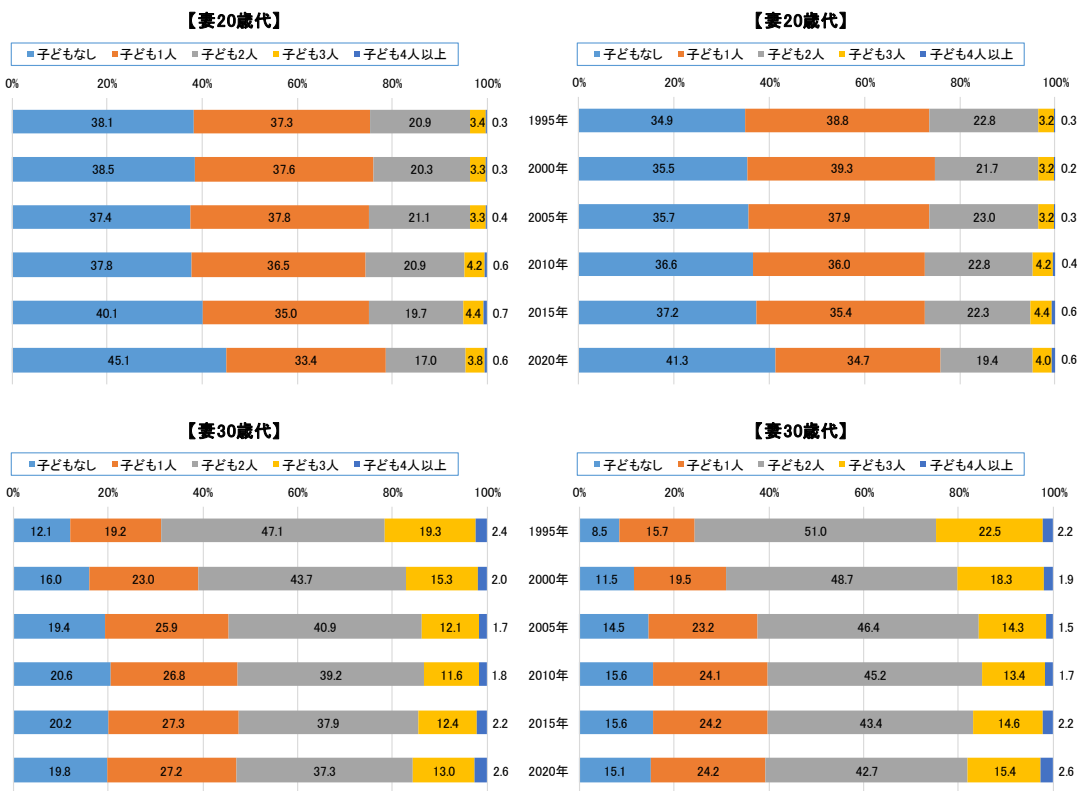 【妻20歳代】
【妻20歳代】
■子どもなし ■子ども1人 ■子ども2人 ■子ども3人 ■子ども4人以上
■子どもなし ■子ども1人 ■子ども2人 ■子ども3人 ■子ども4人以上
0% 20% 40% 60% 80% 100%
0% 20% 40% 60% 80% 100%
38.1 37.3 20.9 3.4 0.3 1995年 34.9 38.8 22.8 3.2 0.3
38.5 37.6 20.3 3.3 0.3 2000年 35.5 39.3 21.7 3.2 0.2
37.4 37.8 21.1 3.3 0.4 2005年 35.7 37.9 23.0 3.2 0.3
37.8 36.5 20.9 4.2 0.6 2010年 36.6 36.0 22.8 4.2 0.4
40.1 35.0 19.7 4.4 0.7 2015年 37.2 35.4 22.3 4.4 0.6
45.1 33.4 17.0 3.8 0.6 2020年 41.3 34.7 19.4 4.0 0.6
【妻30歳代】
【妻30歳代】
■子どもなし ■子ども1人 ■子ども2人 ■子ども3人 ■子ども4人以上
■子どもなし ■子ども1人 ■子ども2人 ■子ども3人 ■子ども4人以上
0% 20% 40% 60% 80% 100%
0% 20% 40% 60% 80% 100%
12.1 19.2 47.1 19.3 2.4 1995年 8.5 15.7 51.0 22.5 2.2
16.0 23.0 43.7 15.3 2.0 2000年 11.5 19.5 48.7 18.3 1.9
19.4 25.9 40.9 12.1 1.7 2005年 14.5 23.2 46.4 14.3 1.5
20.6 26.8 39.2 11.6 1.8 2010年 15.6 24.1 45.2 13.4 1.7
20.2 27.3 37.9 12.4 2.2 2015年 15.6 24.2 43.4 14.6 2.2
19.8 27.2 37.3 13.0 2.6 2020年 15.1 24.2 42.7 15.4 2.6